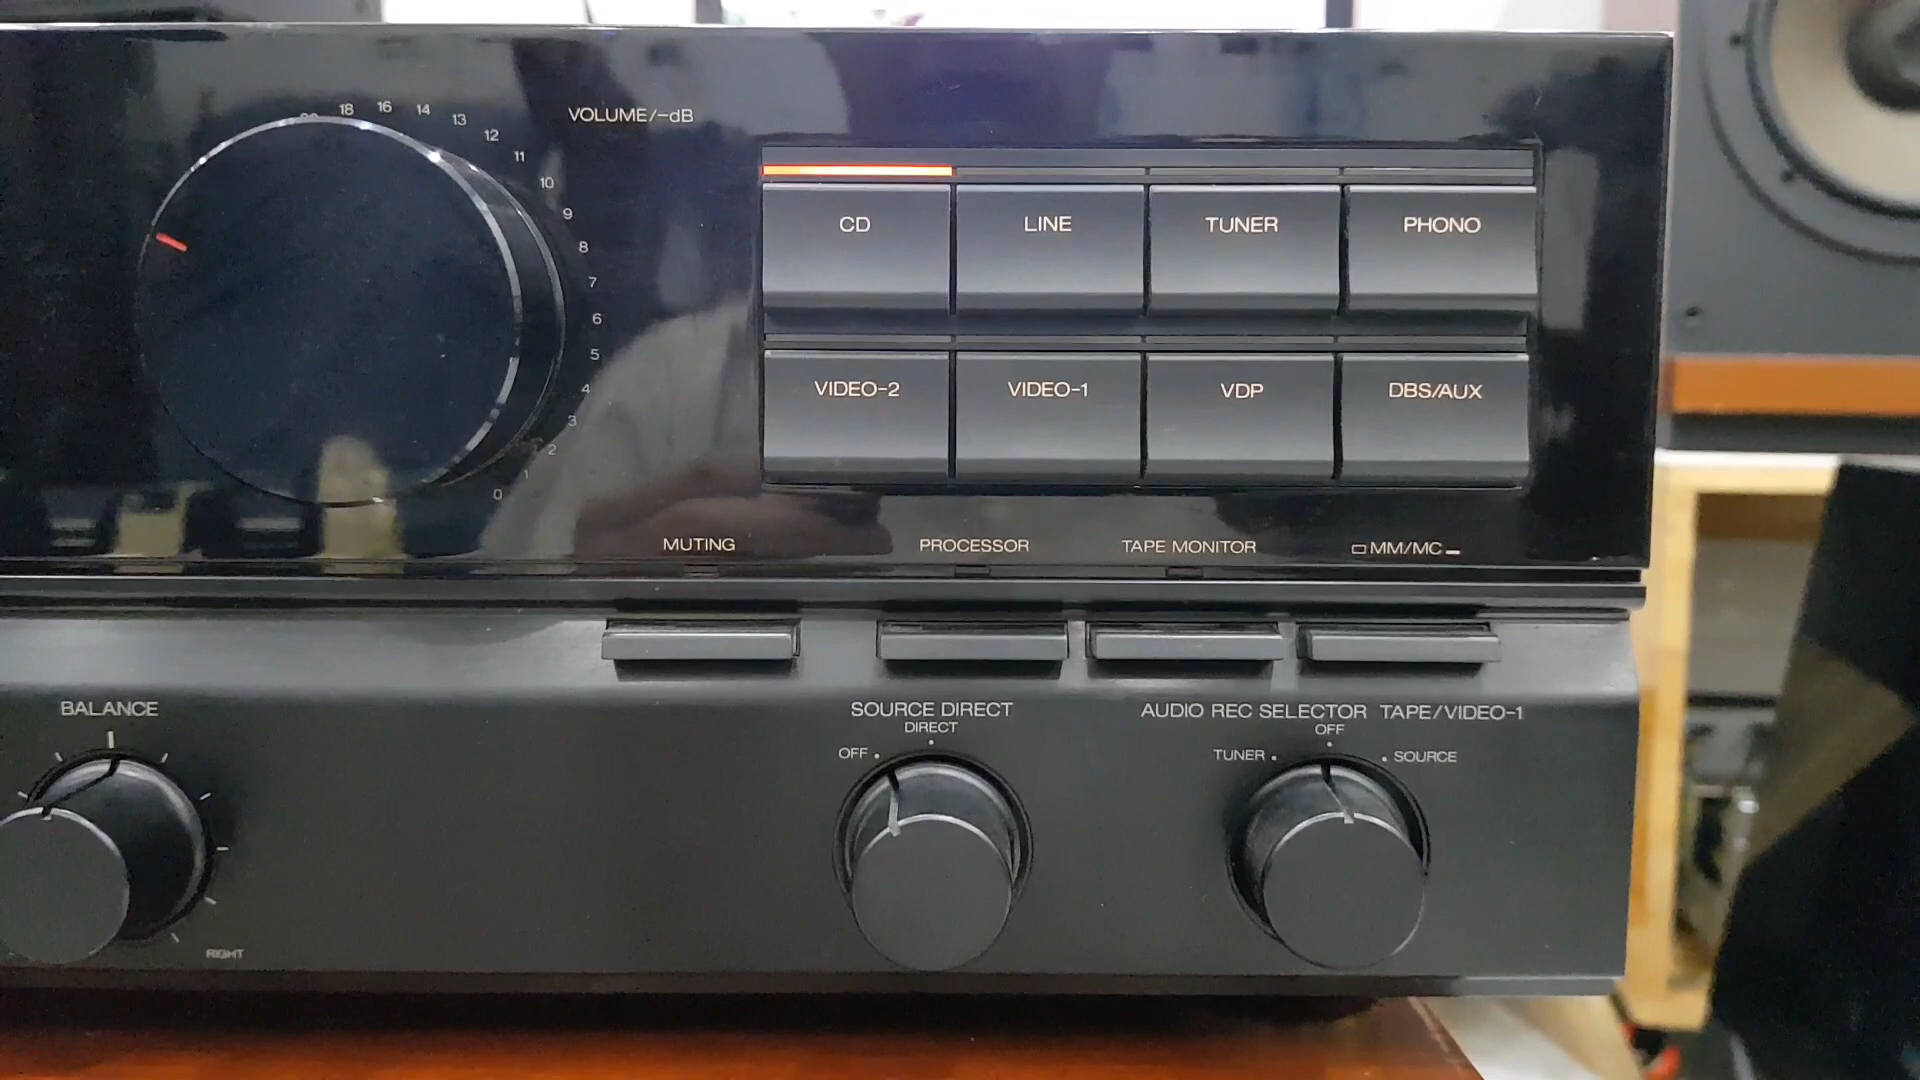 18 16 14 13 12 11 10 9 8 7 6 5 4 3 2 1 0
VOLUME/-dB
CD LINE TUNER PHONO
VIDEO-2 VIDEO-1 VDP DBS/AUX
MUTING PROCESSOR TAPE MONITOR MM/MC
BALANCE
RIGHT
SOURCE DIRECT
DIRECT
OFF
AUDIO REC SELECTOR TAPE/VIDEO-1
OFF
TUNER SOURCE